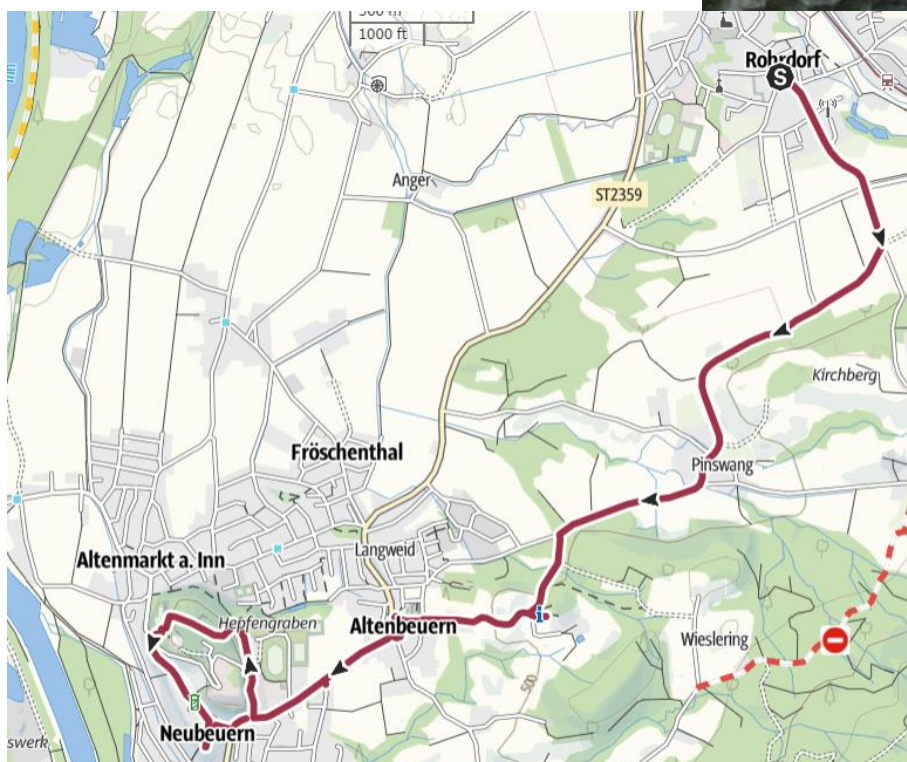 1000 ft
Rohrdorf
S
Anger
ST2359
Kirchberg
Fröschenthal
Pinswang
Langweid
Altenmarkt a. Inn
Hepfengraben
Altenbeuern
i
Wieslering
500
Neubeuern
swerk